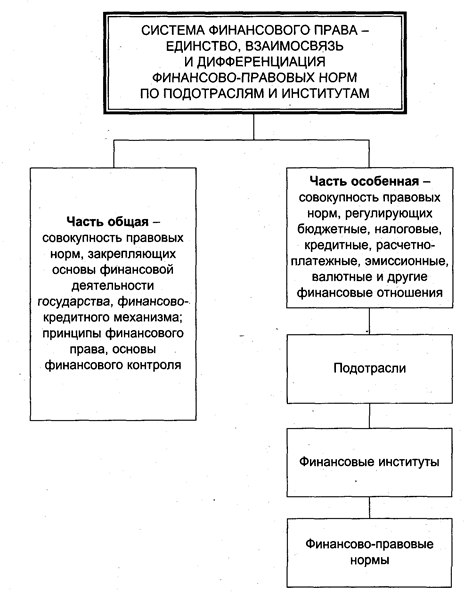 СИСТЕМА ФИНАНСОВОГО ПРАВА –
ЕДИНСТВО, ВЗАИМОСВЯЗЬ
И ДИФФЕРЕНЦИАЦИЯ
ФИНАНСОВО-ПРАВОВЫХ НОРМ
ПО ПОДОТРАСЛЯМ И ИНСТИТУТАМ
Часть общая –
совокупность правовых
норм, закрепляющих
основы финансовой
деятельности
государства, финансово-
кредитного механизма;
принципы финансового
права, основы
финансового контроля
Часть особенная –
совокупность правовых
норм, регулирующих
бюджетные, налоговые,
кредитные, расчетно-
платежные, эмиссионные,
валютные и другие
финансовые отношения
Подотрасли
Финансовые институты
Финансово-правовые
нормы